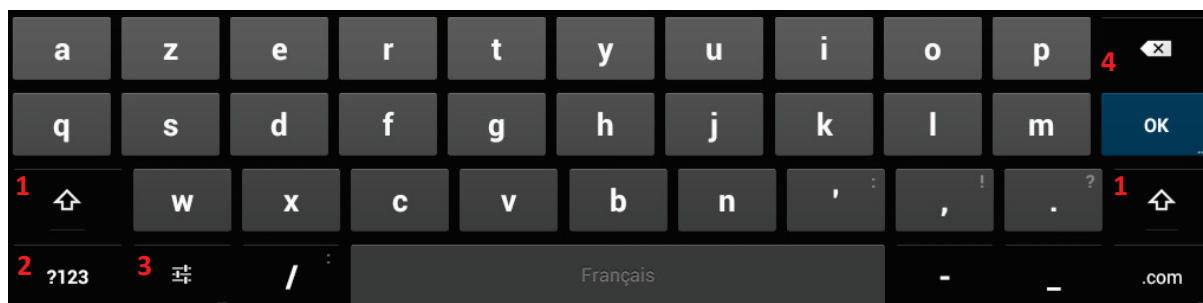 a z e r t y u i o p 4
q s d f g h j k l m OK
1 w x c v b n ' : , ! . ? 1
2 ?123 3 / : Français - _ .com